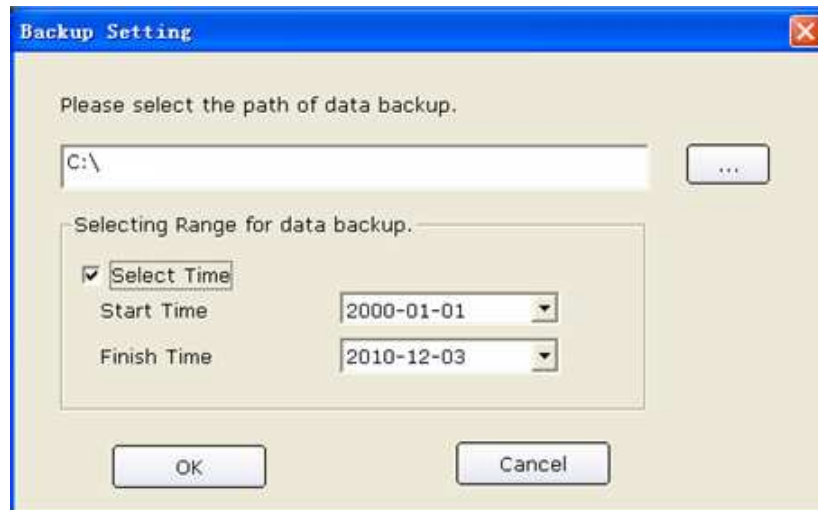 Backup Setting
Please select the path of data backup.
C:\
...
Selecting Range for data backup.
Select Time
Start Time 2000-01-01
Finish Time 2010-12-03
OK Cancel